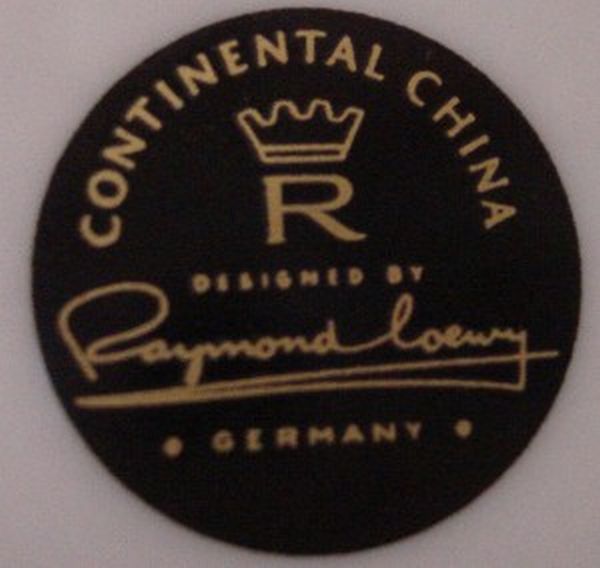 CONTINENTAL CHINA
R
DESIGNED BY
Raymond Loewy
• GERMANY •